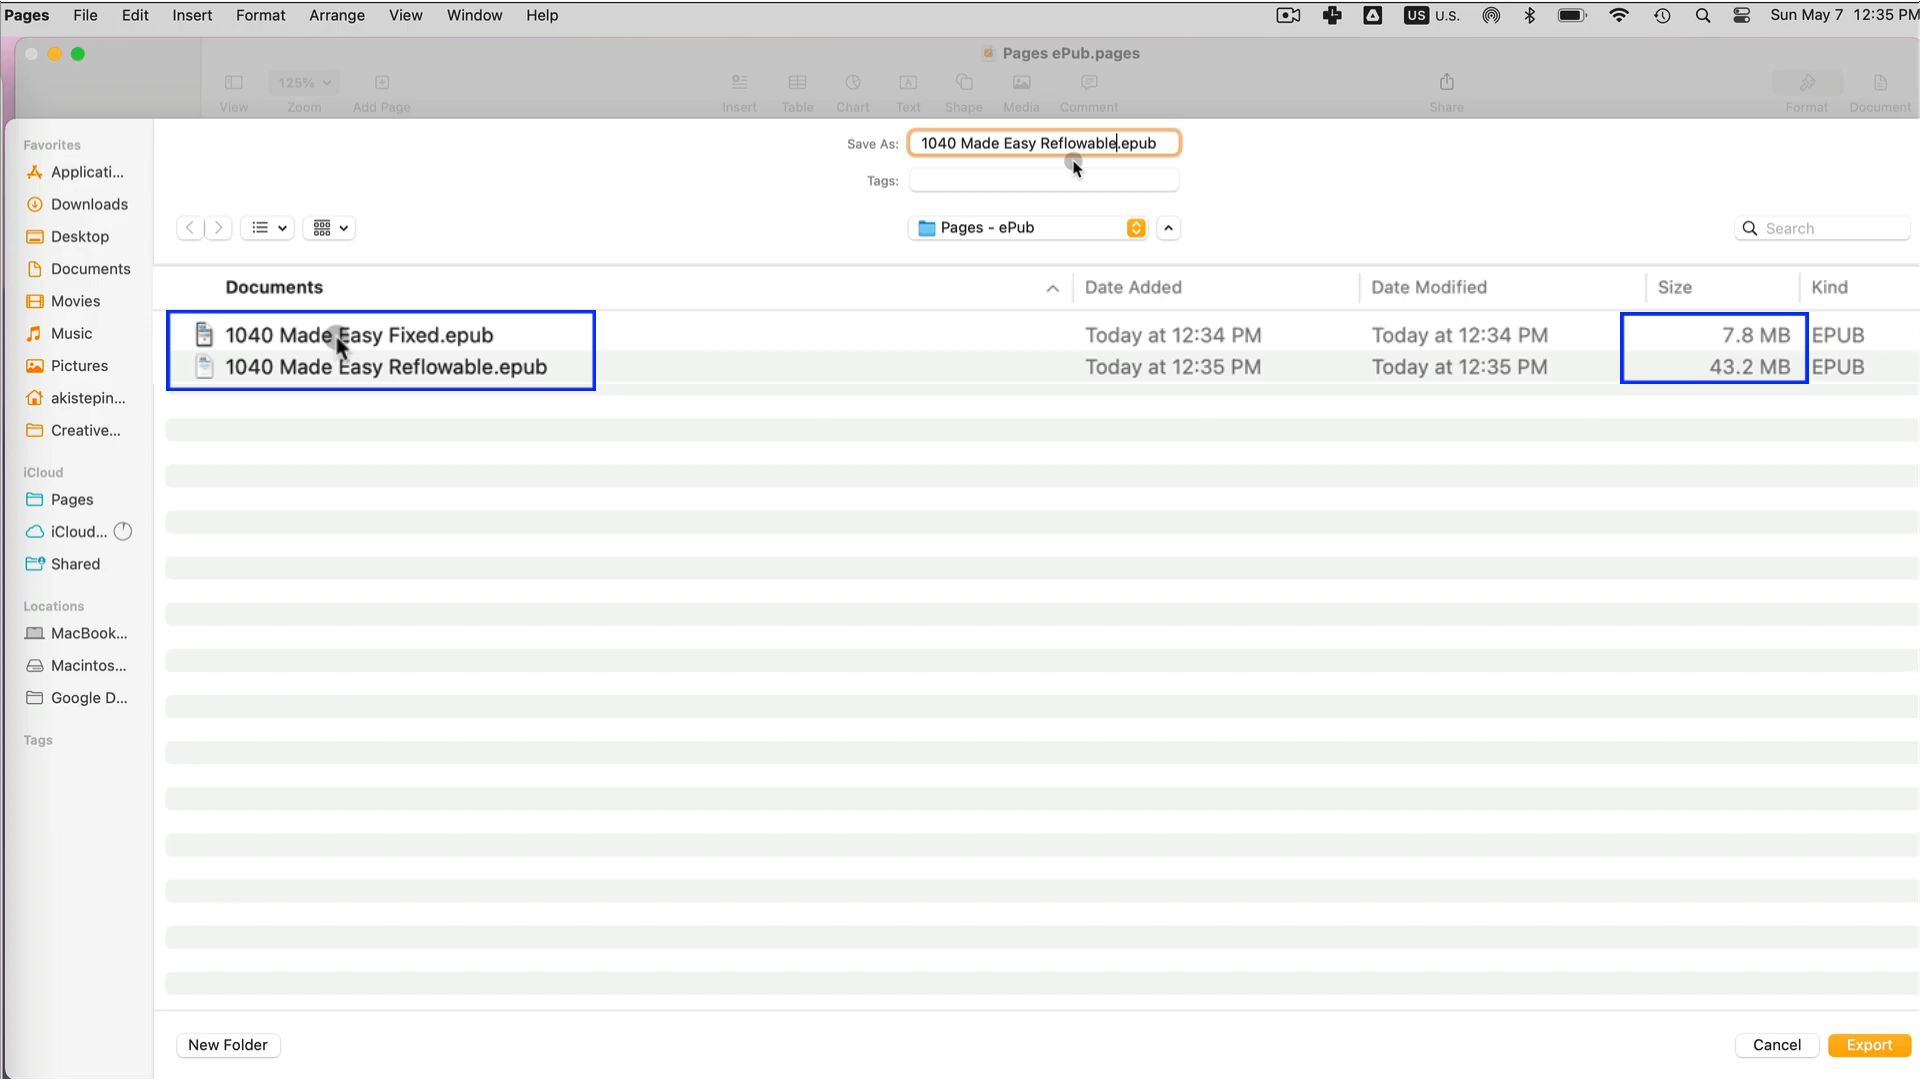 Pages File Edit Insert Format Arrange View Window Help US U.S. Sun May 7 12:35 PM
Pages ePub.pages
125%
View Zoom Add Page Insert Table Chart Text Shape Media Comment Share Format Document
Save As: 1040 Made Easy Reflowable.epub
Tags:
Pages - ePub Search
Favorites
Applicati...
Downloads
Desktop
Documents
Movies
Music
Pictures
akistepin...
Creative...
iCloud
Pages
iCloud...
Shared
Locations
MacBook...
Macintos...
Google D...
Tags
Documents Date Added Date Modified Size Kind
1040 Made Easy Fixed.epub Today at 12:34 PM Today at 12:34 PM 7.8 MB EPUB
1040 Made Easy Reflowable.epub Today at 12:35 PM Today at 12:35 PM 43.2 MB EPUB
New Folder Cancel Export